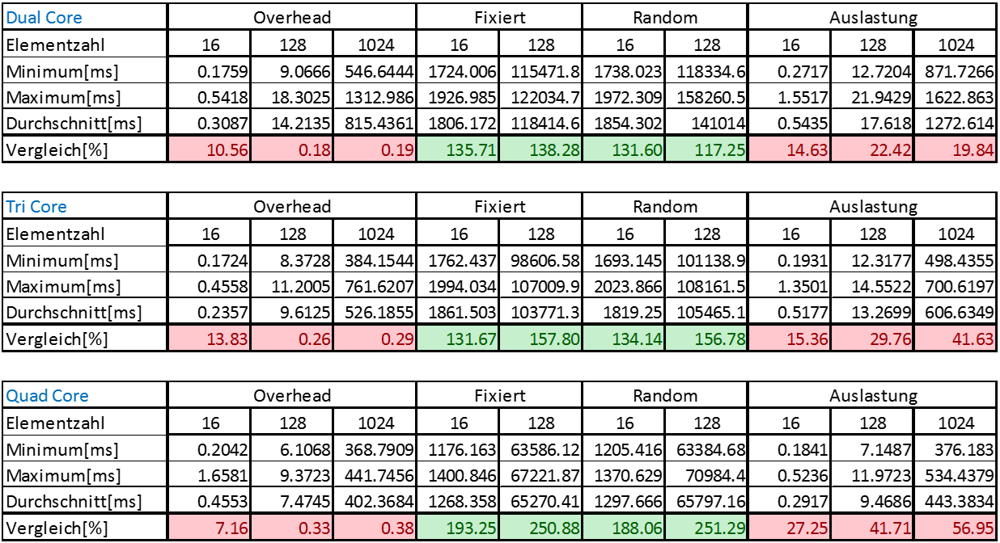 Dual Core Overhead Fixiert Random Auslastung
Elementzahl 16 128 1024 16 128 16 128 16 128 1024
Minimum[ms] 0.1759 9.0666 546.6444 1724.006 115471.8 1738.023 118334.6 0.2717 12.7204 871.7266
Maximum[ms] 0.5418 18.3025 1312.986 1926.985 122034.7 1972.309 158260.5 1.5517 21.9429 1622.863
Durchschnitt[ms] 0.3087 14.2135 815.4361 1806.172 118414.6 1854.302 141014 0.5435 17.618 1272.614
Vergleich[%] 10.56 0.18 0.19 135.71 138.28 131.60 117.25 14.63 22.42 19.84
Tri Core Overhead Fixiert Random Auslastung
Elementzahl 16 128 1024 16 128 16 128 16 128 1024
Minimum[ms] 0.1724 8.3728 384.1544 1762.437 98606.58 1693.145 101138.9 0.1931 12.3177 498.4355
Maximum[ms] 0.4558 11.2005 761.6207 1994.034 107009.9 2023.866 108161.5 1.3501 14.5522 700.6197
Durchschnitt[ms] 0.2357 9.6125 526.1855 1861.503 103771.3 1819.25 105465.1 0.5177 13.2699 606.6349
Vergleich[%] 13.83 0.26 0.29 131.67 157.80 134.14 156.78 15.36 29.76 41.63
Quad Core Overhead Fixiert Random Auslastung
Elementzahl 16 128 1024 16 128 16 128 16 128 1024
Minimum[ms] 0.2042 6.1068 368.7909 1176.163 63586.12 1205.416 63384.68 0.1841 7.1487 376.183
Maximum[ms] 1.6581 9.3723 441.7456 1400.846 67221.87 1370.629 70984.4 0.5236 11.9723 534.4379
Durchschnitt[ms] 0.4553 7.4745 402.3684 1268.358 65270.41 1297.666 65797.16 0.2917 9.4686 443.3834
Vergleich[%] 7.16 0.33 0.38 193.25 250.88 188.06 251.29 27.25 41.71 56.95